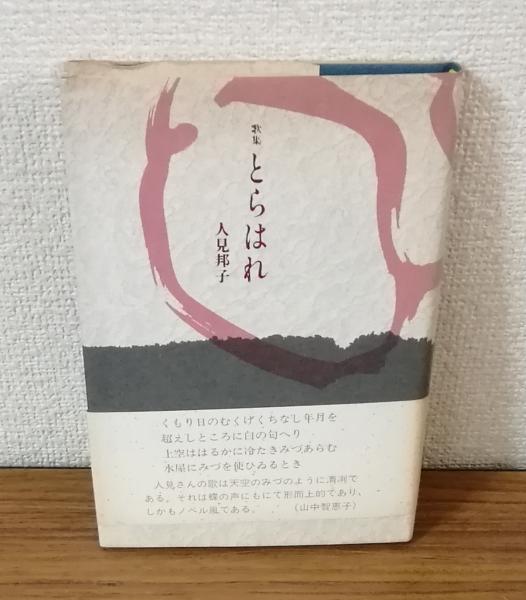 歌集
とらはれ
人見邦子
くもり日のむくげくちなし年月を
超えしところに白の匂へり
上空ははるかに冷たきみづあらむ
水屋にみづを使ひゐるとき
人見さんの歌は天空のみづのように清冽で
ある。それは蝶の声にもにて形而上的であり、
しかもノベル風である。 (山中智恵子)